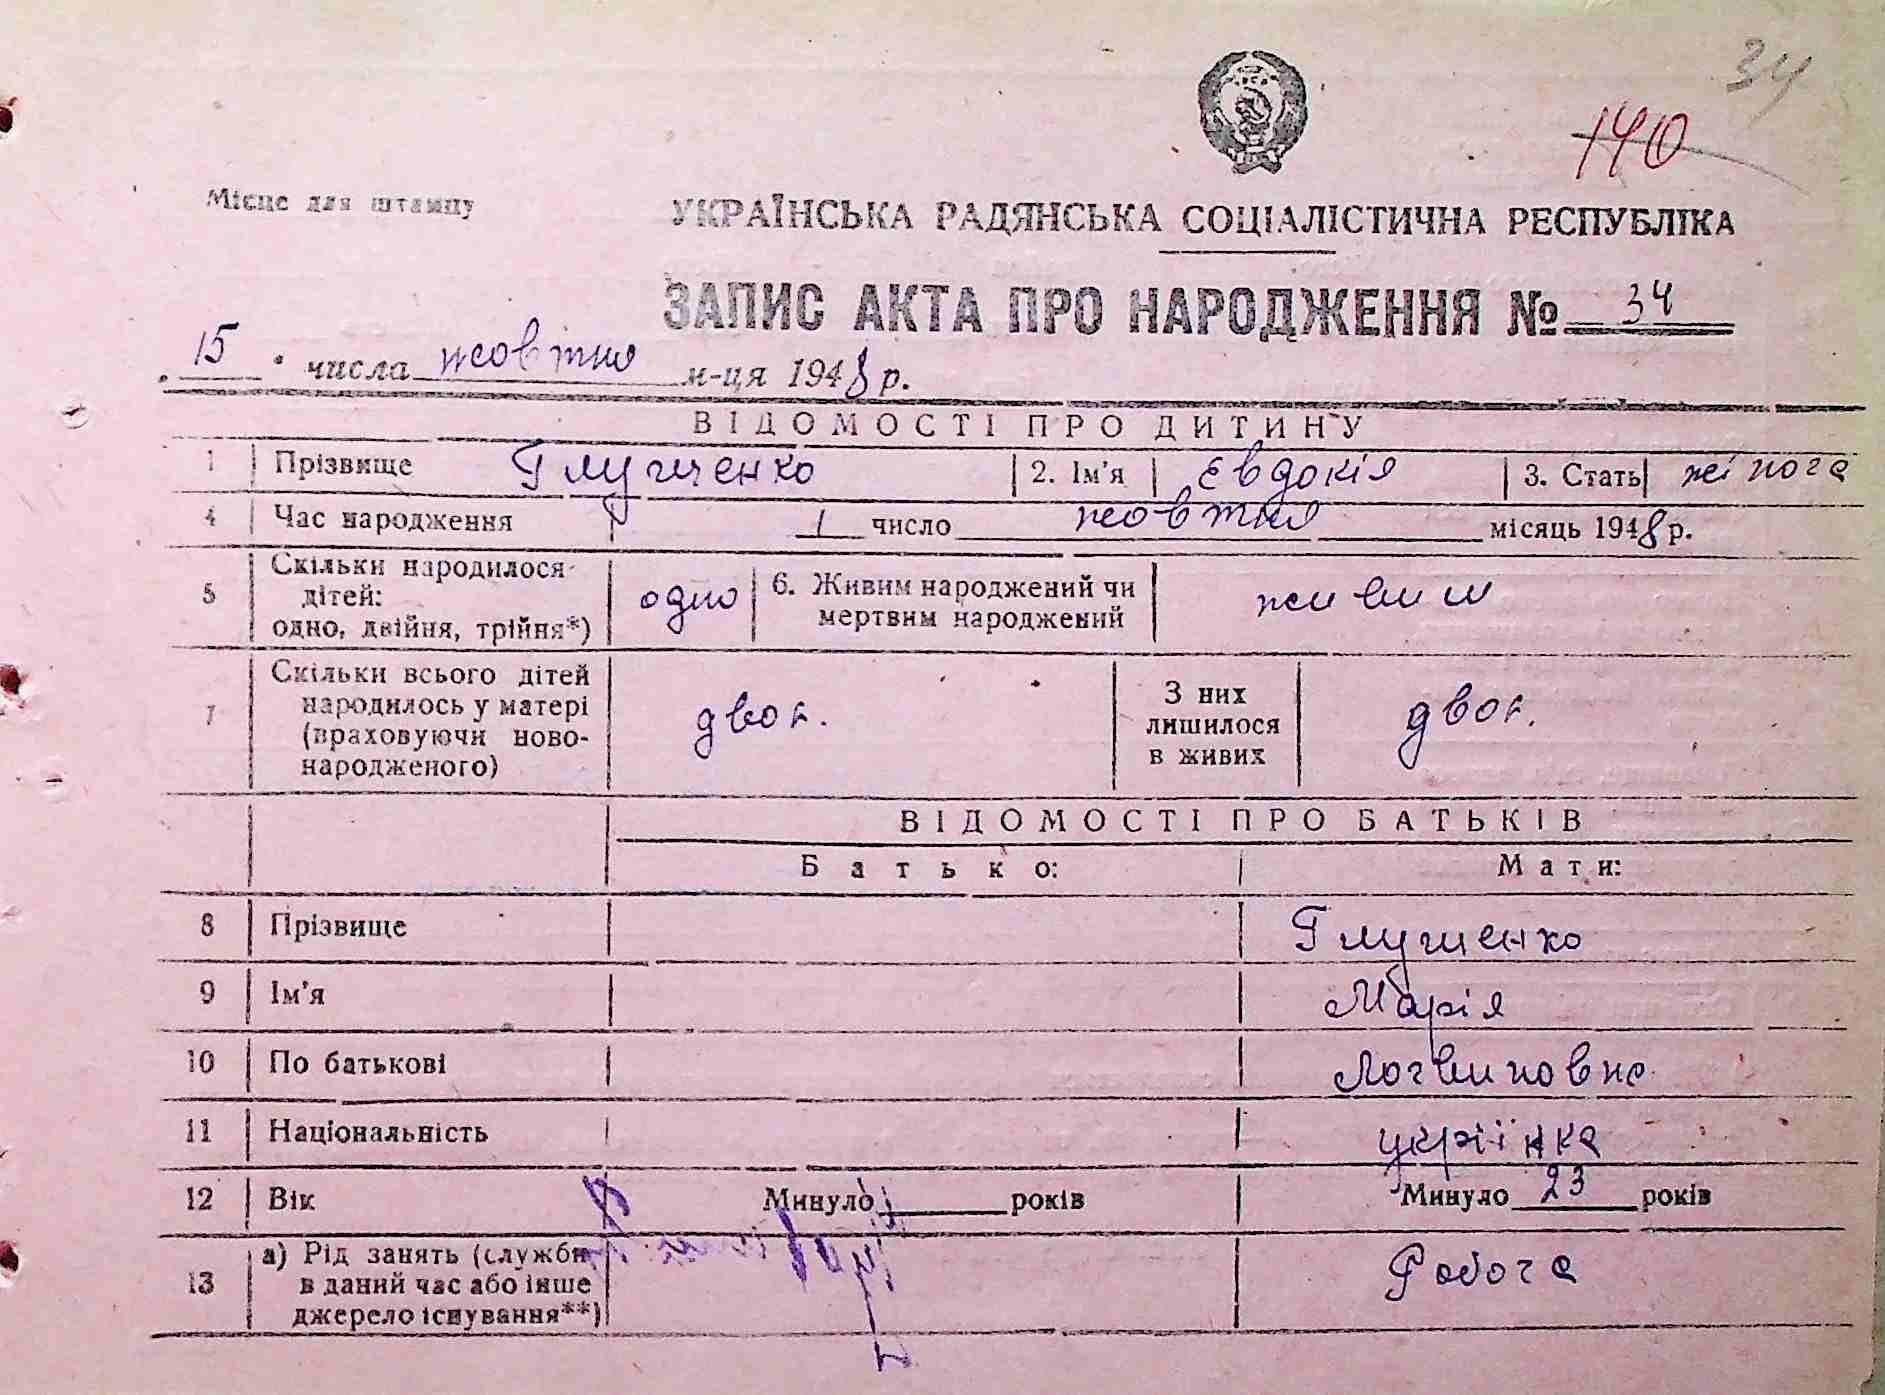 34
140
Місце для штампу
УКРАЇНСЬКА РАДЯНСЬКА СОЦІАЛІСТИЧНА РЕСПУБЛІКА
ЗАПИС АКТА ПРО НАРОДЖЕННЯ № 34
15 числа жовтня м-ця 1948 р.
ВІДОМОСТІ ПРО ДИТИНУ
1 Прізвище Глущенко 2. Ім'я Євдокія 3. Стать жіноча
4 Час народження 1 число жовтня місяць 1948 р.
5 Скільки народилося дітей: одно, двійня, трійня*) одно 6. Живим народжений чи мертвим народжений живим
7 Скільки всього дітей народилось у матері (враховуючи новонародженого) двох. З них лишилося в живих двох.
ВІДОМОСТІ ПРО БАТЬКІВ
Батько: Мати:
8 Прізвище Глущенко
9 Ім'я Марія
10 По батькові Логвиновна
11 Національність украінка
12 Вік Минуло років Минуло 23 років
13 а) Рід занять (служби в даний час або інше джерело існування**) Робоча